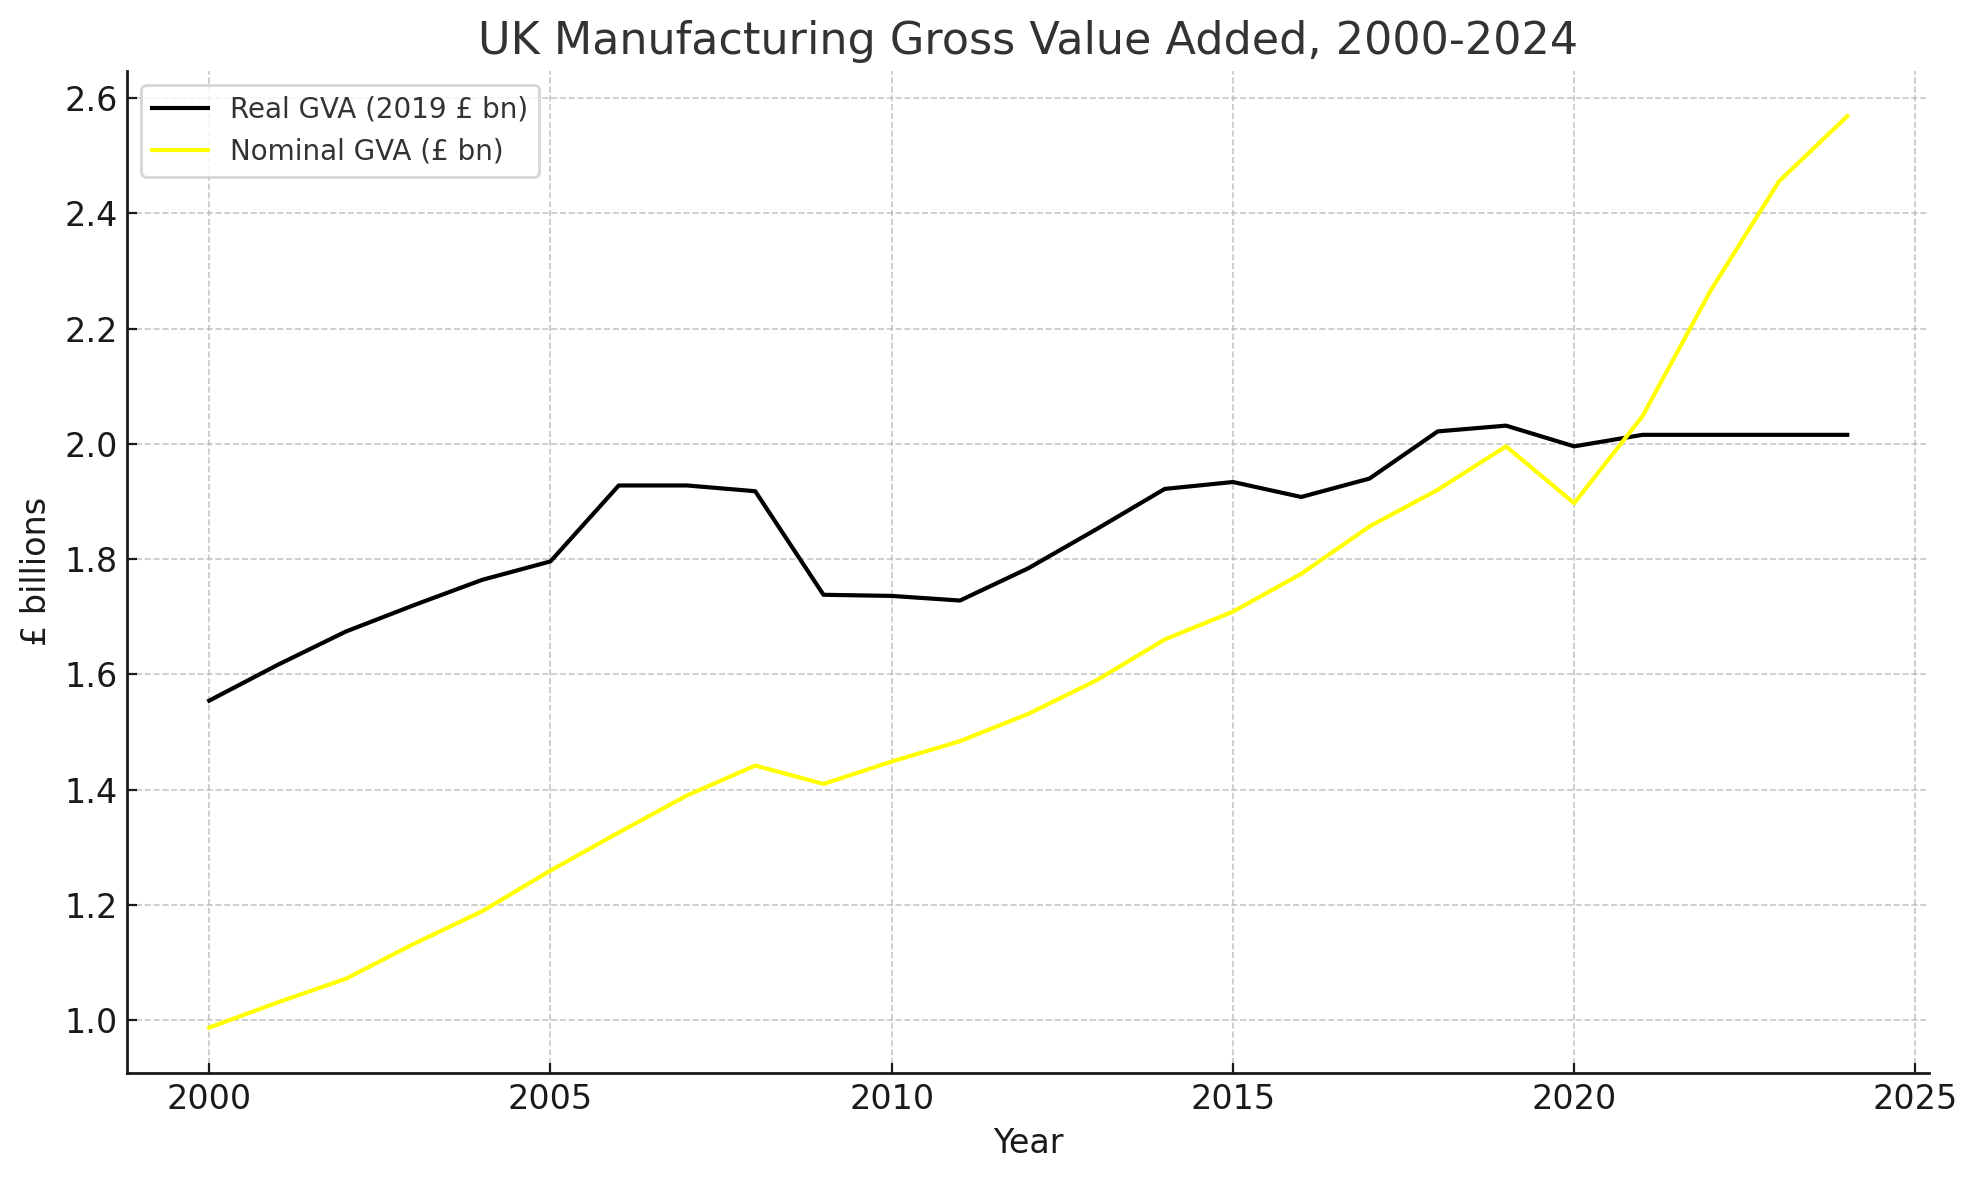 UK Manufacturing Gross Value Added, 2000-2024
Real GVA (2019 £ bn)
Nominal GVA (£ bn)
£ billions
2.6
2.4
2.2
2.0
1.8
1.6
1.4
1.2
1.0
2000 2005 2010 2015 2020 2025
Year